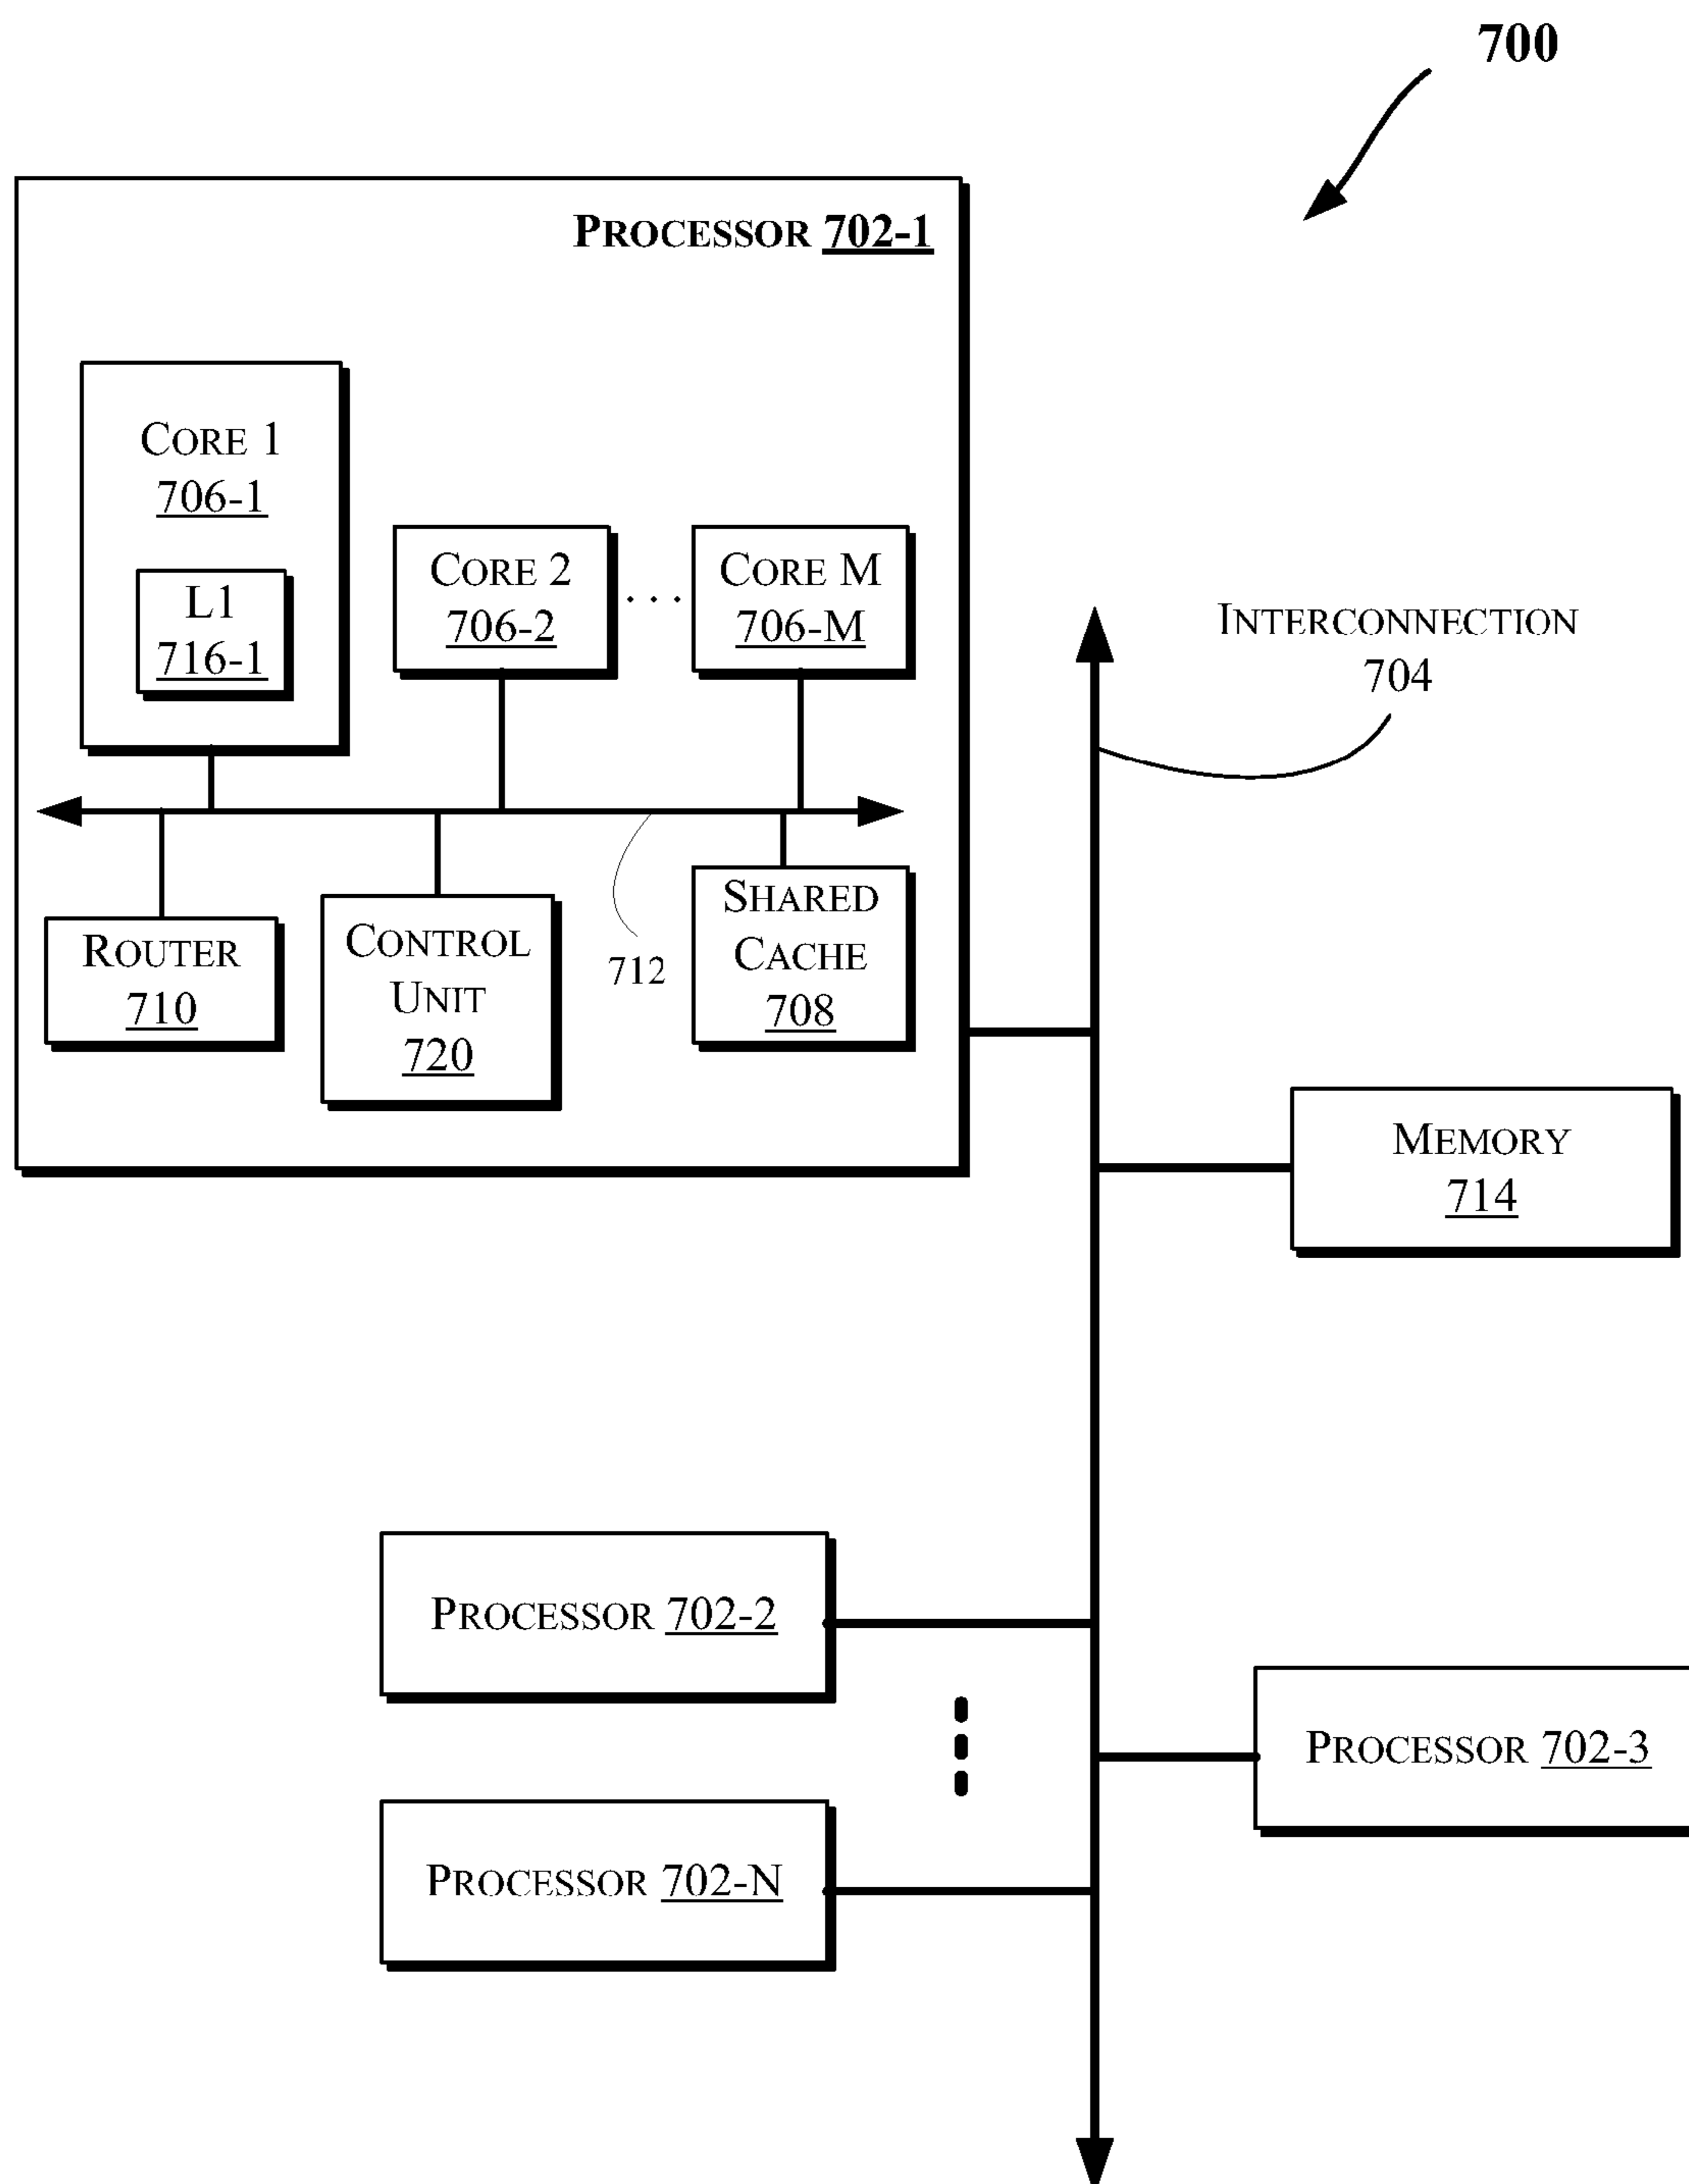 700
PROCESSOR 702-1
CORE 1
706-1
L1
716-1
CORE 2
706-2
. . .
CORE M
706-M
INTERCONNECTION
704
ROUTER
710
CONTROL
UNIT
720
712
SHARED
CACHE
708
MEMORY
714
PROCESSOR 702-2
PROCESSOR 702-3
PROCESSOR 702-N